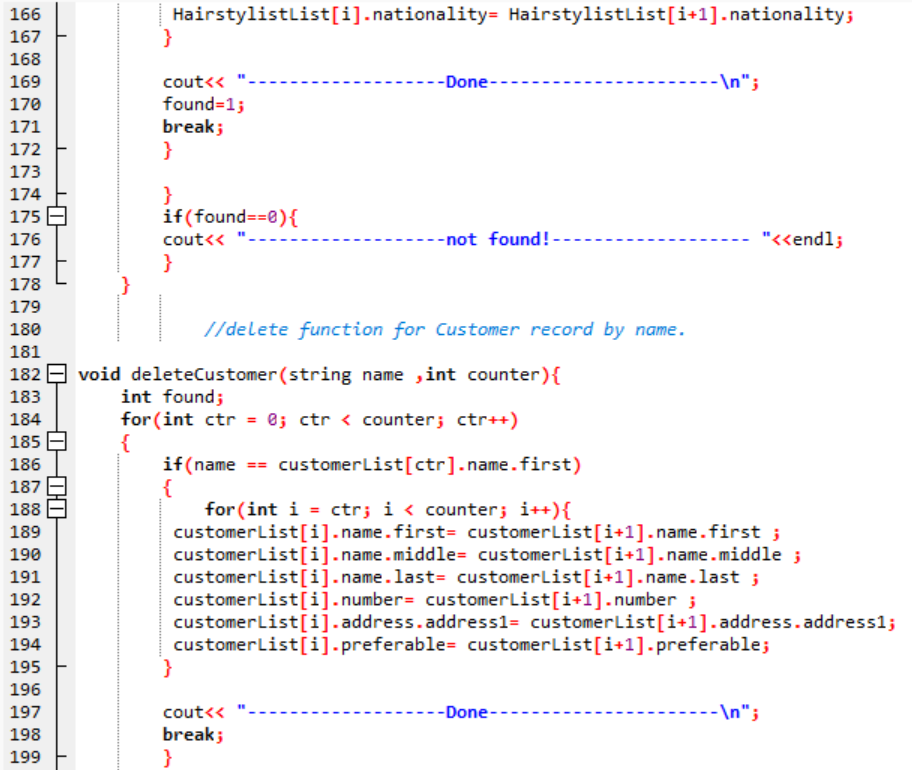 166 HairstylistList[i].nationality= HairstylistList[i+1].nationality;
167 }
168
169 cout<< "-------------------Done----------------------\n";
170 found=1;
171 break;
172 }
173
174 }
175 if(found==0){
176 cout<< "-------------------not found!------------------- "<<endl;
177 }
178 }
179
180 //delete function for Customer record by name.
181
182 void deleteCustomer(string name ,int counter){
183 int found;
184 for(int ctr = 0; ctr < counter; ctr++)
185 {
186 if(name == customerList[ctr].name.first)
187 {
188 for(int i = ctr; i < counter; i++){
189 customerList[i].name.first= customerList[i+1].name.first ;
190 customerList[i].name.middle= customerList[i+1].name.middle ;
191 customerList[i].name.last= customerList[i+1].name.last ;
192 customerList[i].number= customerList[i+1].number ;
193 customerList[i].address.address1= customerList[i+1].address.address1;
194 customerList[i].preferable= customerList[i+1].preferable;
195 }
196
197 cout<< "-------------------Done----------------------\n";
198 break;
199 }